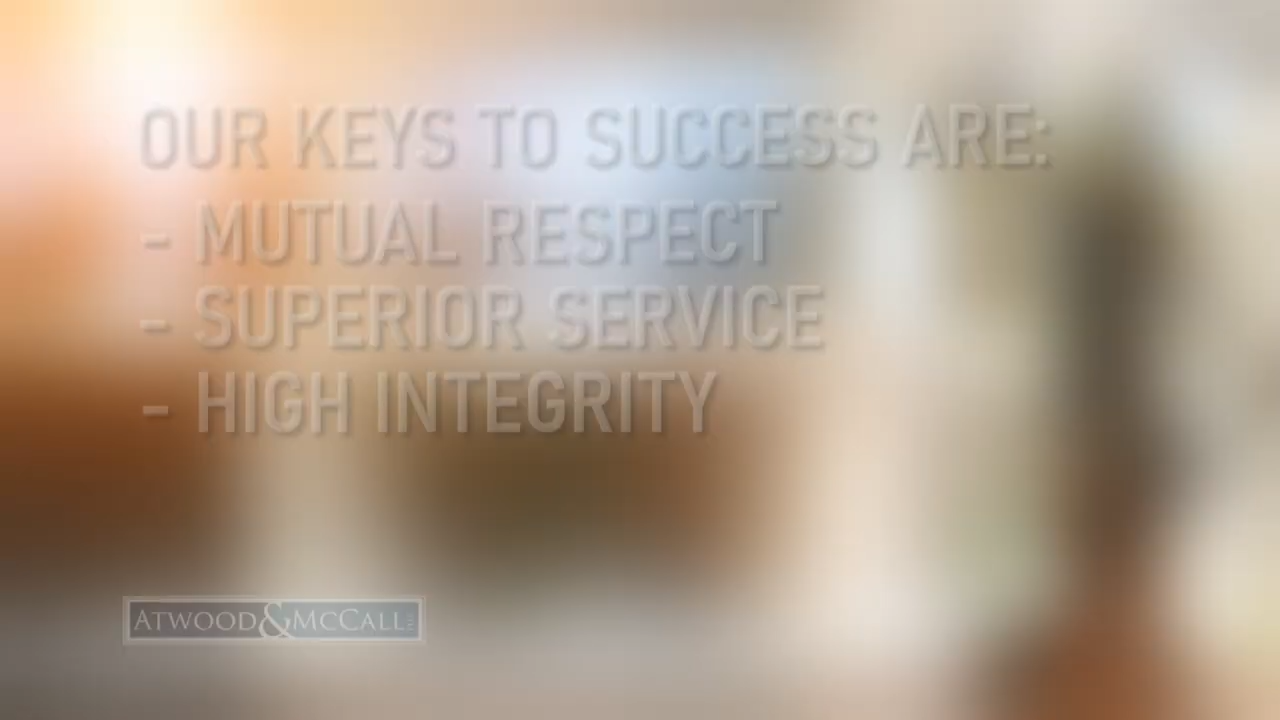 OUR KEYS TO SUCCESS ARE:
- MUTUAL RESPECT
- SUPERIOR SERVICE
- HIGH INTEGRITY
ATWOOD & MCCALL